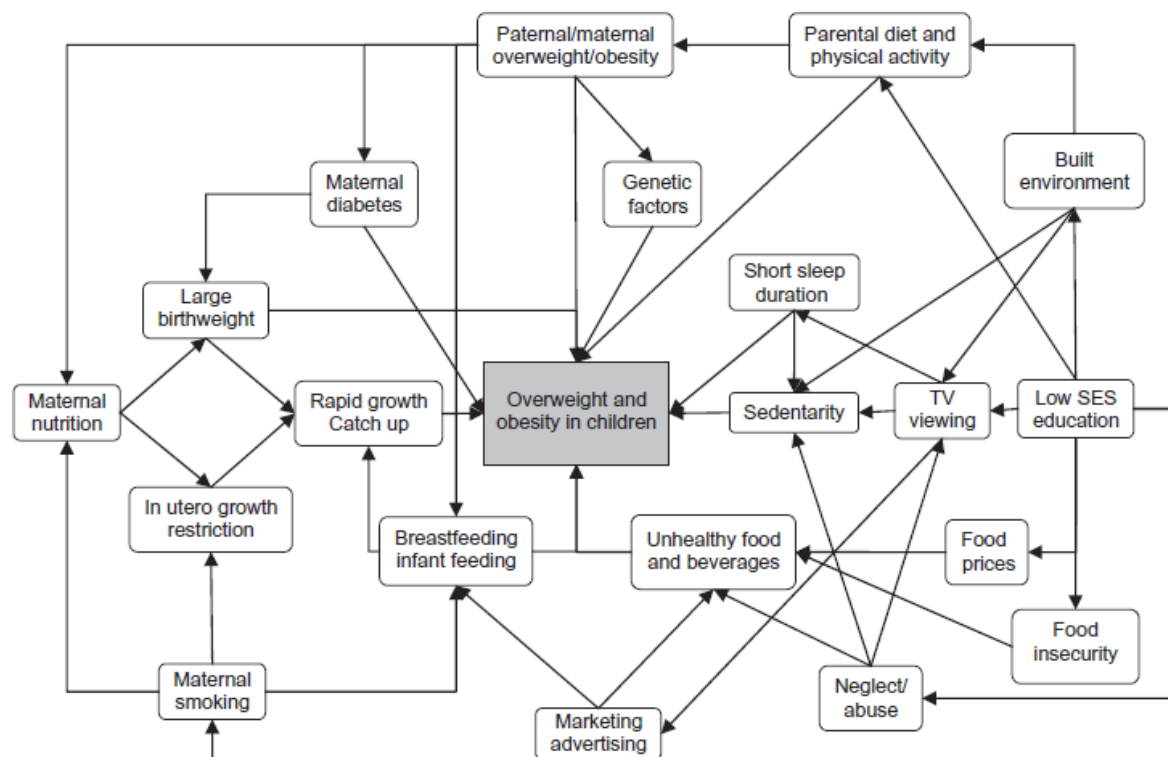 Paternal/maternal
overweight/obesity
Parental diet and
physical activity
Built
environment
Maternal
diabetes
Genetic
factors
Short sleep
duration
Large
birthweight
Maternal
nutrition
Rapid growth
Catch up
Overweight and
obesity in children
Sedentarity
TV
viewing
Low SES
education
In utero growth
restriction
Breastfeeding
infant feeding
Unhealthy food
and beverages
Food
prices
Food
insecurity
Maternal
smoking
Neglect/
abuse
Marketing
advertising